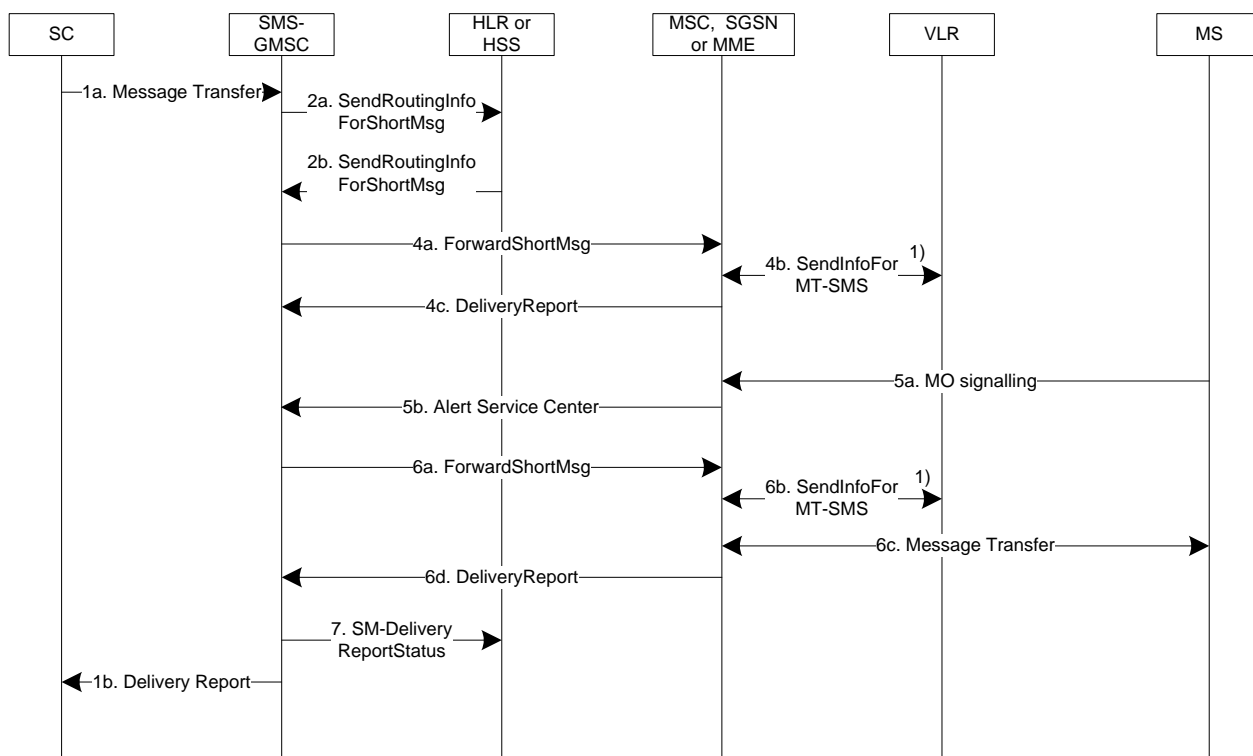 SC
SMS-
GMSC
HLR or
HSS
MSC, SGSN
or MME
VLR
MS
1a. Message Transfer
2a. SendRoutingInfo
ForShortMsg
2b. SendRoutingInfo
ForShortMsg
4a. ForwardShortMsg
1)
4b. SendInfoFor
MT-SMS
4c. DeliveryReport
5a. MO signalling
5b. Alert Service Center
6a. ForwardShortMsg
1)
6b. SendInfoFor
MT-SMS
6c. Message Transfer
6d. DeliveryReport
7. SM-Delivery
ReportStatus
1b. Delivery Report